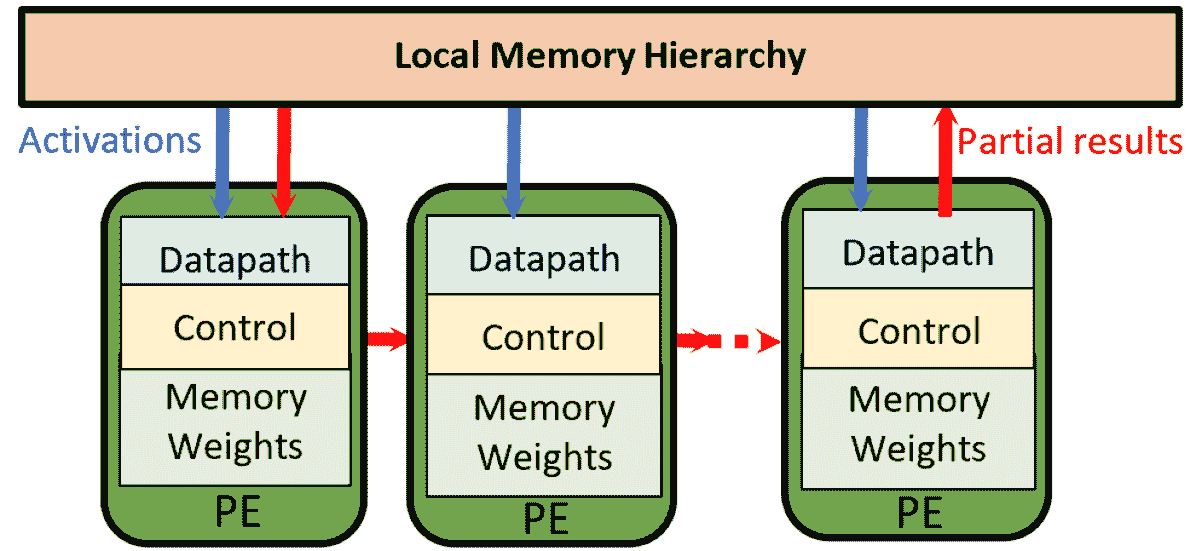 Local Memory Hierarchy
Activations
Partial results
Datapath
Control
Memory
Weights
PE
Datapath
Control
Memory
Weights
PE
Datapath
Control
Memory
Weights
PE